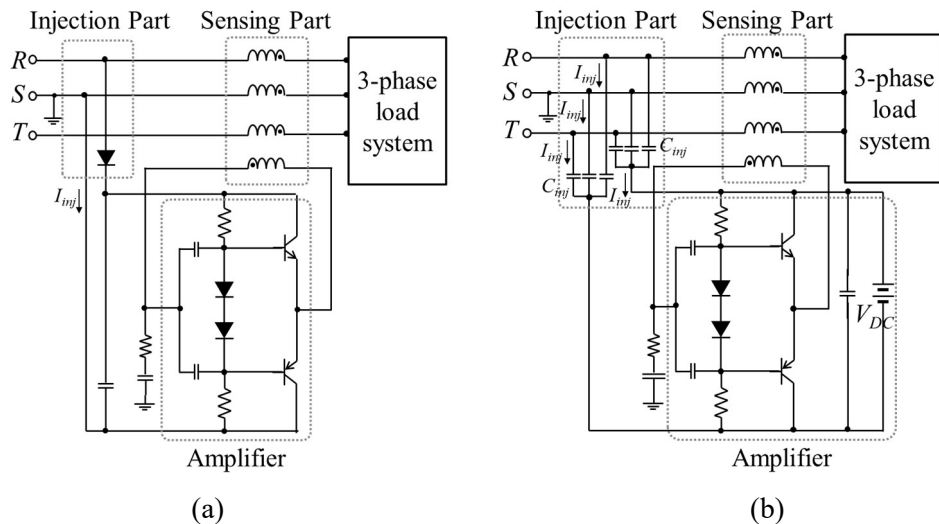 Injection Part
Sensing Part
R
S
T
3-phase
load
system
I_inj
Amplifier
(a)
Injection Part
Sensing Part
R
S
T
3-phase
load
system
I_inj
I_inj
I_inj
C_inj
C_inj
I_inj
V_DC
Amplifier
(b)